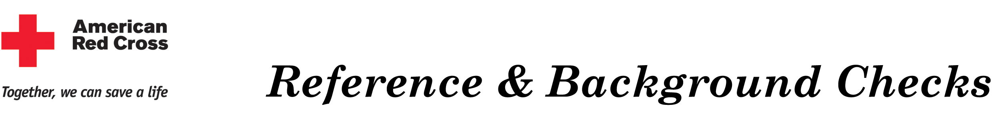 American
Red Cross
Reference & Background Checks
Together, we can save a life